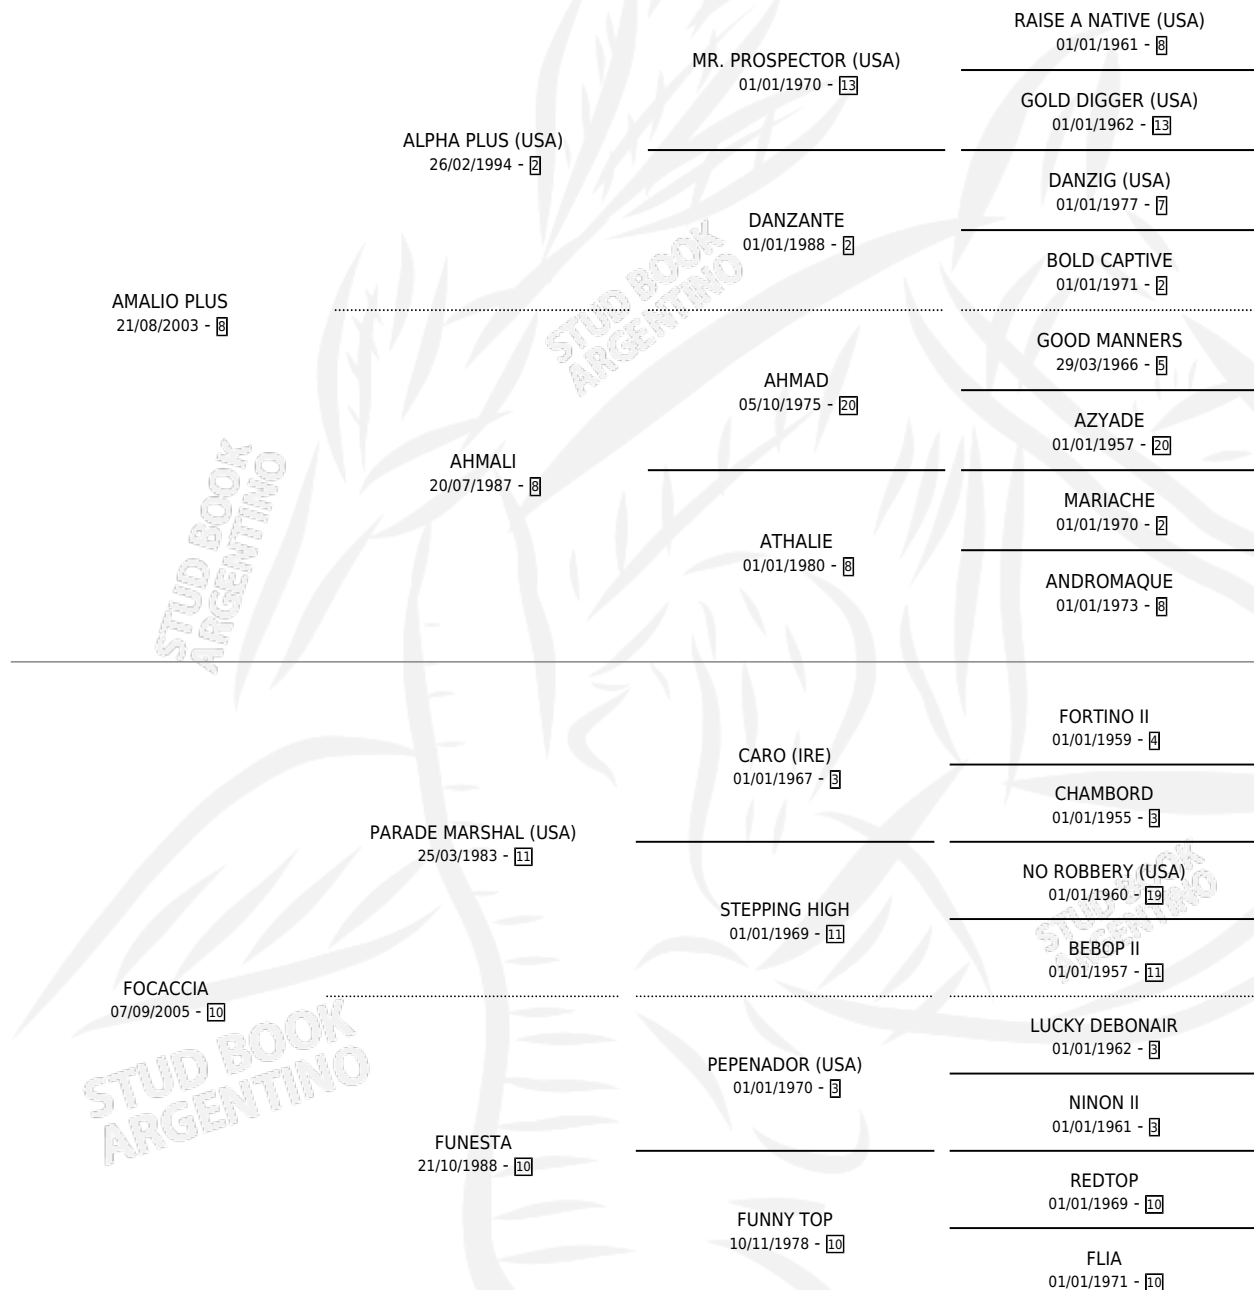 RAISE A NATIVE (USA)
01/01/1961 - 8
MR. PROSPECTOR (USA)
01/01/1970 - 13
GOLD DIGGER (USA)
01/01/1962 - 13
ALPHA PLUS (USA)
26/02/1994 - 2
DANZIG (USA)
01/01/1977 - 7
DANZANTE
01/01/1988 - 2
BOLD CAPTIVE
01/01/1971 - 2
AMALIO PLUS
21/08/2003 - 8
GOOD MANNERS
29/03/1966 - 5
AHMAD
05/10/1975 - 20
AZYADE
01/01/1957 - 20
AHMALI
20/07/1987 - 8
MARIACHE
01/01/1970 - 2
ATHALIE
01/01/1980 - 8
ANDROMAQUE
01/01/1973 - 8
FORTINO II
01/01/1959 - 4
CARO (IRE)
01/01/1967 - 3
CHAMBORD
01/01/1955 - 3
PARADE MARSHAL (USA)
25/03/1983 - 11
NO ROBBERY (USA)
01/01/1960 - 19
STEPPING HIGH
01/01/1969 - 11
BEBOP II
01/01/1957 - 11
FOCACCIA
07/09/2005 - 10
LUCKY DEBONAIR
01/01/1962 - 3
PEPENADOR (USA)
01/01/1970 - 3
NINON II
01/01/1961 - 3
FUNESTA
21/10/1988 - 10
REDTOP
01/01/1969 - 10
FUNNY TOP
10/11/1978 - 10
FLIA
01/01/1971 - 10
STUD BOOK
ARGENTINO
STUD BOOK
ARGENTINO
STUD BOOK
ARGENTINO
STUD BOOK
ARGENTINO